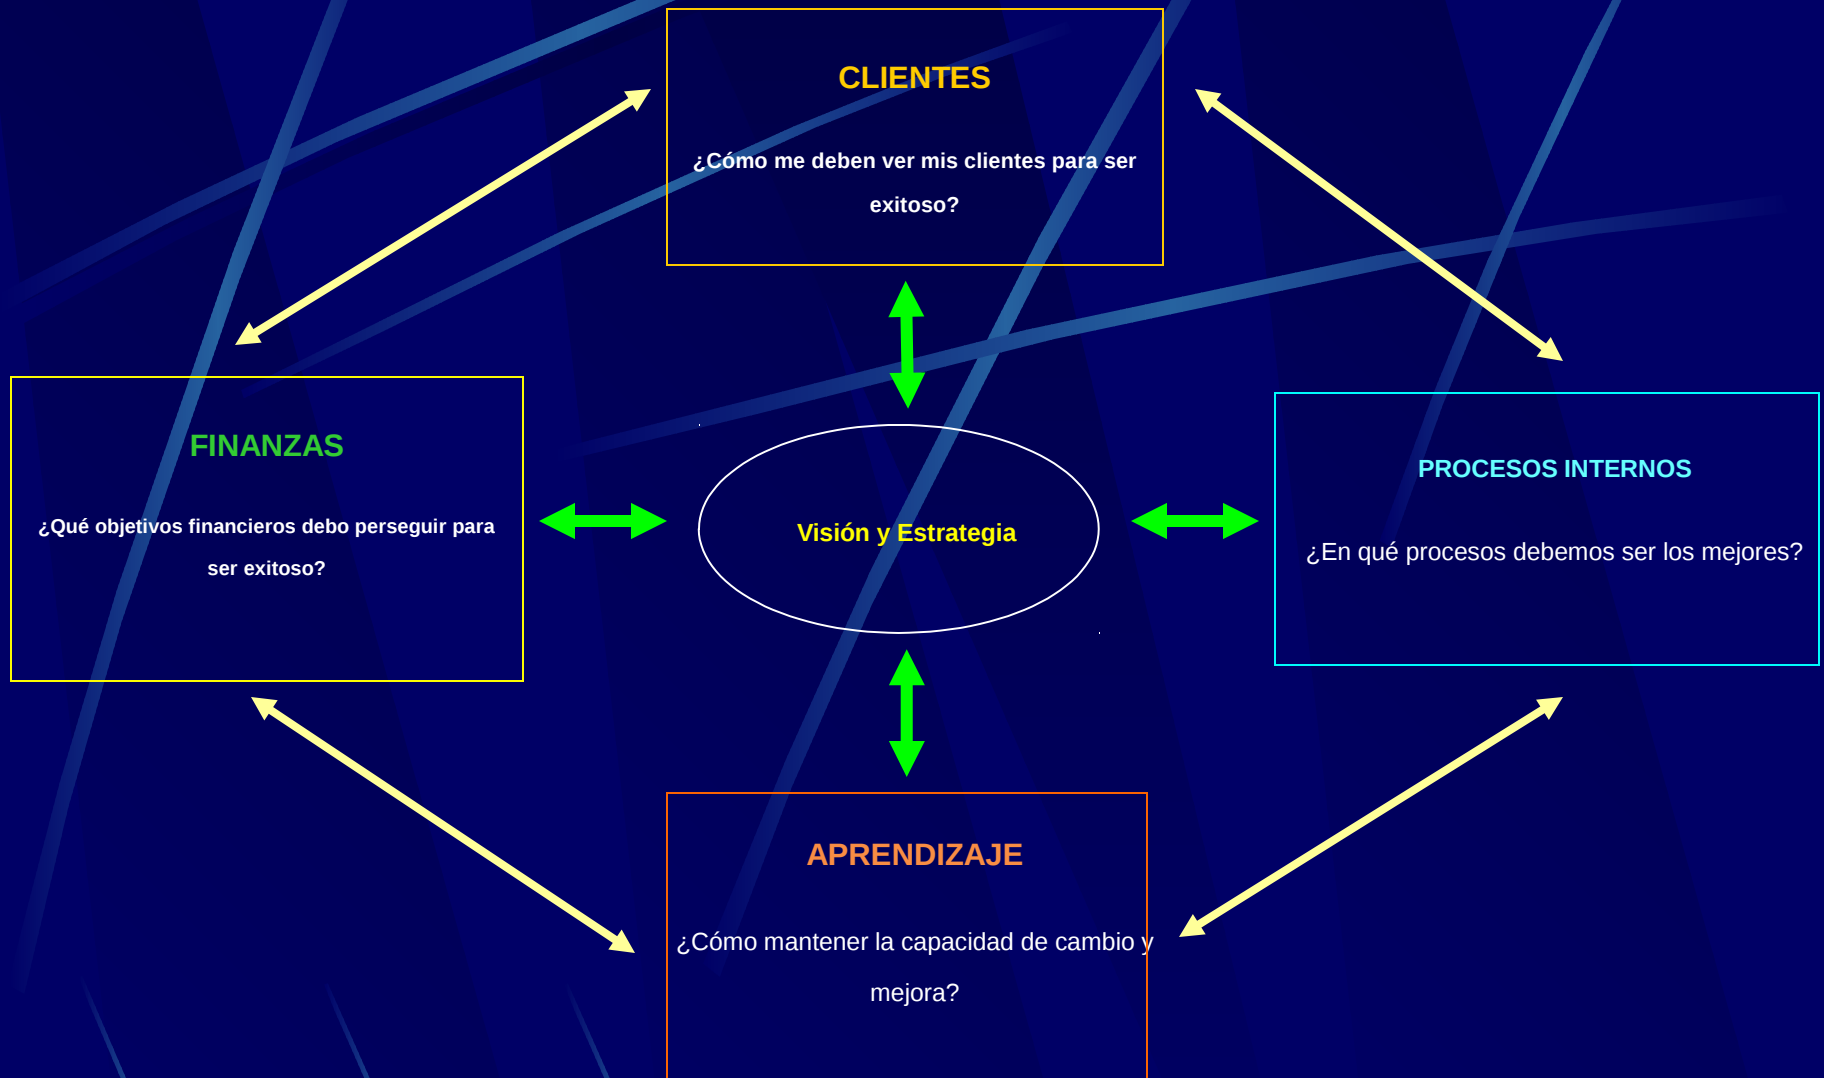 CLIENTES
¿Cómo me deben ver mis clientes para ser
exitoso?
FINANZAS
¿Qué objetivos financieros debo perseguir para
ser exitoso?
Visión y Estrategia
PROCESOS INTERNOS
¿En qué procesos debemos ser los mejores?
APRENDIZAJE
¿Cómo mantener la capacidad de cambio y
mejora?